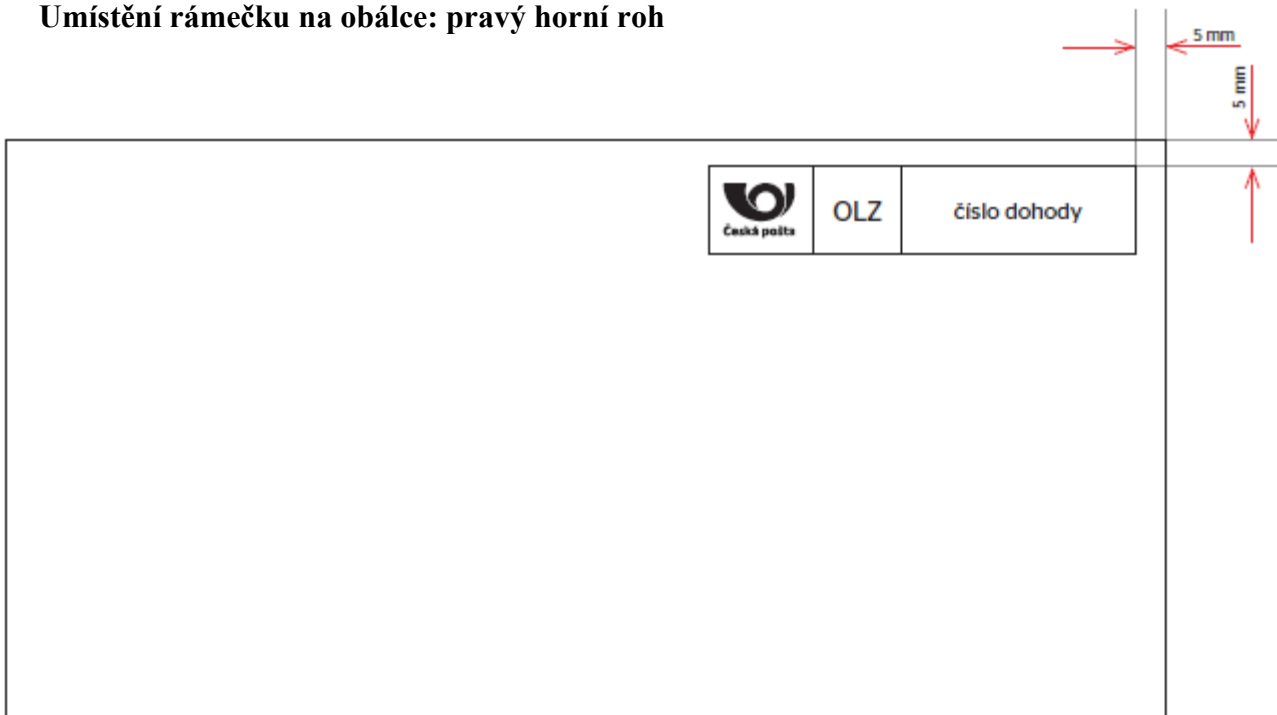 Umístění rámečku na obálce: pravý horní roh
5 mm
5 mm
Česká pošta
OLZ
číslo dohody